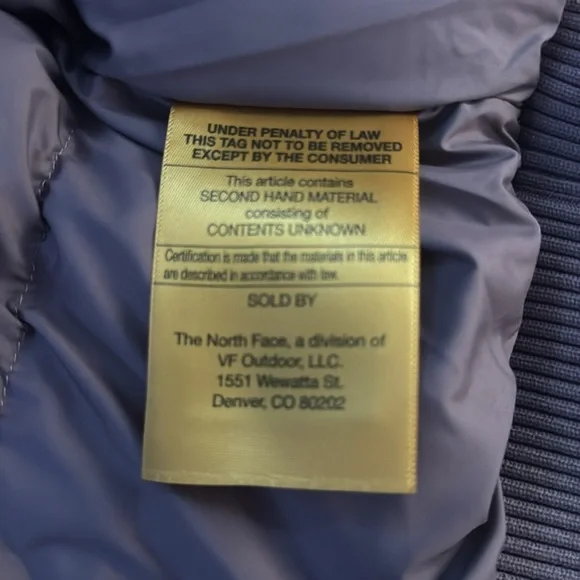 UNDER PENALTY OF LAW
THIS TAG NOT TO BE REMOVED
EXCEPT BY THE CONSUMER
This article contains
SECOND HAND MATERIAL
consisting of
CONTENTS UNKNOWN
Certification is made that the materials in this article
are described in accordance with law.
SOLD BY
The North Face, a division of
VF Outdoor, LLC.
1551 Wewatta St.
Denver, CO 80202